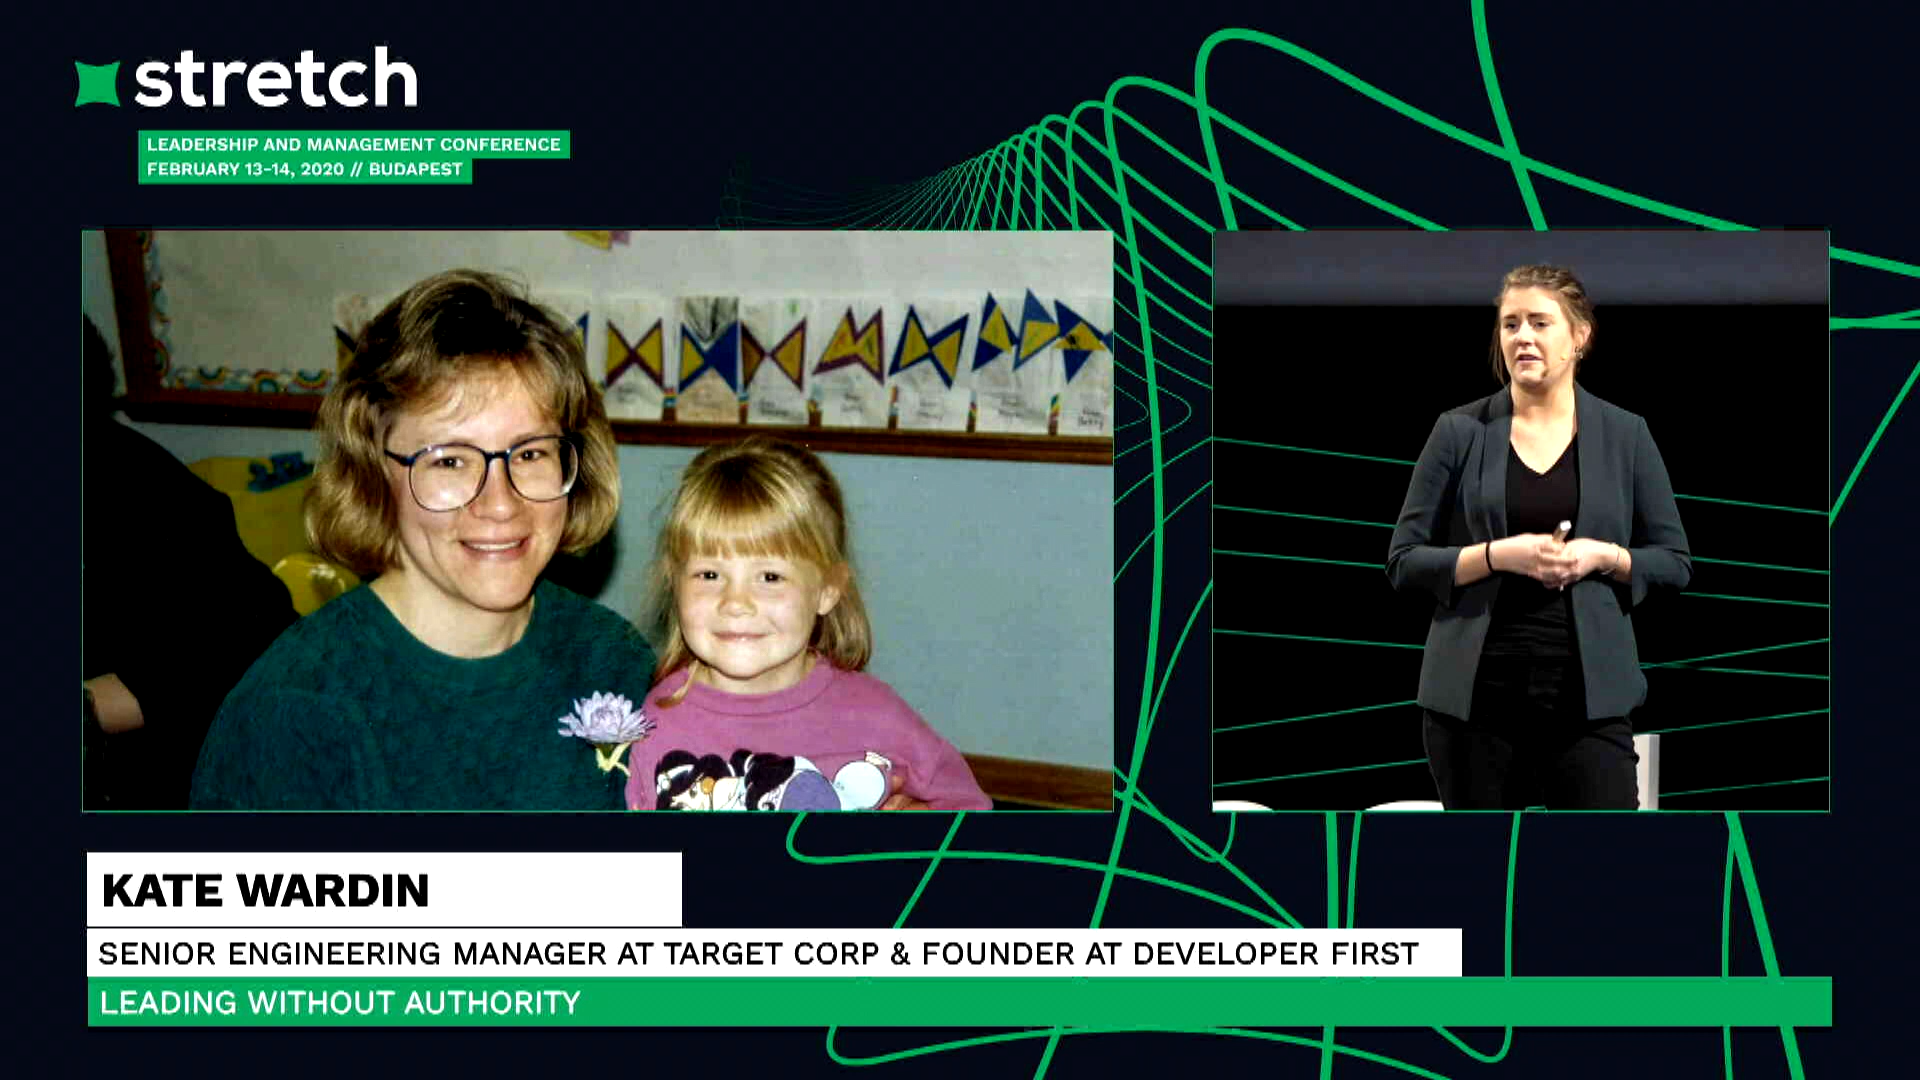 stretch
LEADERSHIP AND MANAGEMENT CONFERENCE
FEBRUARY 13-14, 2020 // BUDAPEST
KATE WARDIN
SENIOR ENGINEERING MANAGER AT TARGET CORP & FOUNDER AT DEVELOPER FIRST
LEADING WITHOUT AUTHORITY